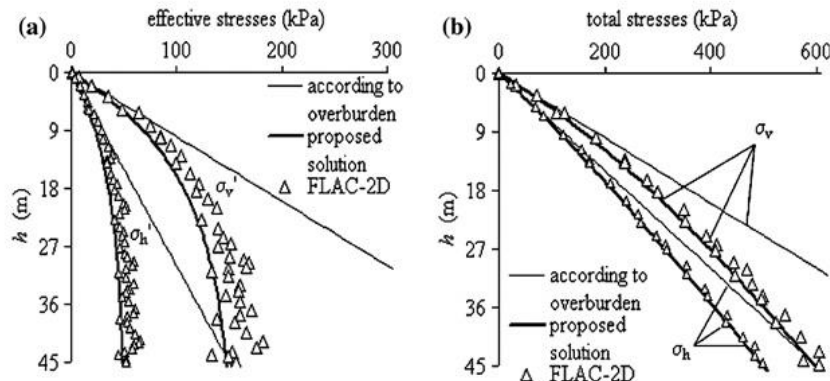 (a)
effective stresses (kPa)
0 100 200 300
0
9
18
27
36
45
h (m)
according to
overburden
proposed
solution
FLAC-2D
σv'
σh'
(b)
total stresses (kPa)
0 200 400 600
0
9
18
27
36
45
h (m)
σv
according to
overburden
proposed
solution
FLAC-2D
σh